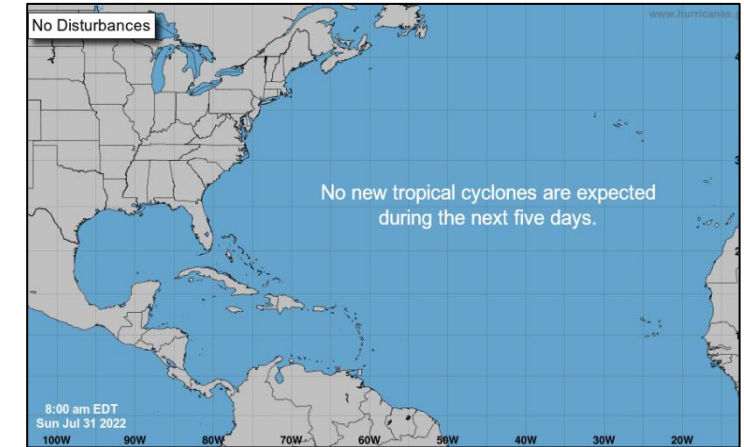 No Disturbances
www.hurricanes.g
No new tropical cyclones are expected
during the next five days.
8:00 am EDT
Sun Jul 31 2022
100W 90W 80W 70W 60W 50W 40W 30W 20W